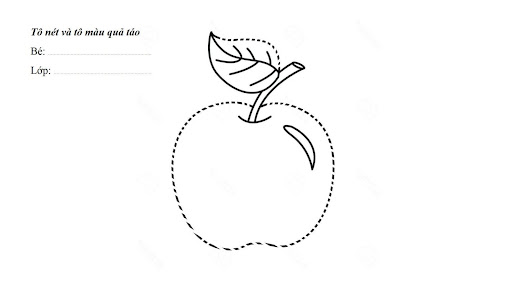 Tô nét và tô màu quả táo
Bé:
Lớp: